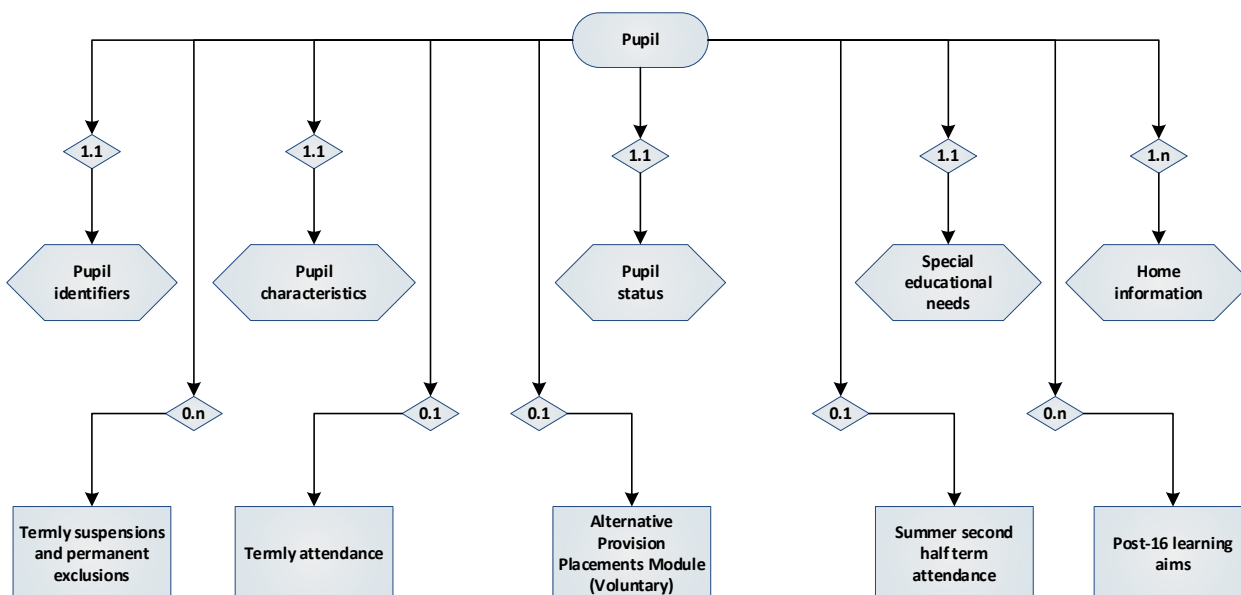 Pupil
1.1
1.1
1.1
1.1
1.n
Pupil
identifiers
Pupil
characteristics
Pupil
status
Special
educational
needs
Home
information
0.n
0.1
0.1
0.1
0.n
Termly suspensions
and permanent
exclusions
Termly attendance
Alternative
Provision
Placements Module
(Voluntary)
Summer second
half term
attendance
Post-16 learning
aims